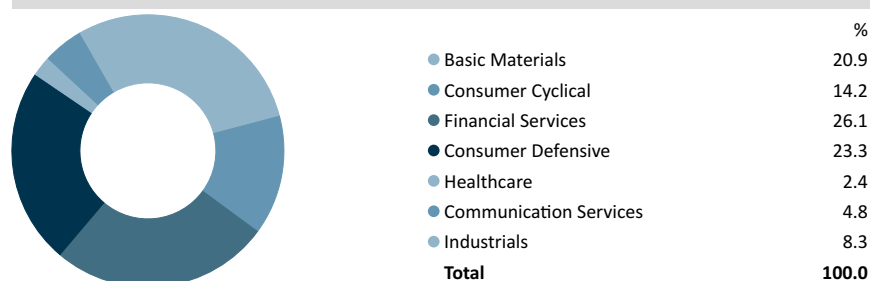 %
Basic Materials 20.9
Consumer Cyclical 14.2
Financial Services 26.1
Consumer Defensive 23.3
Healthcare 2.4
Communication Services 4.8
Industrials 8.3
Total 100.0